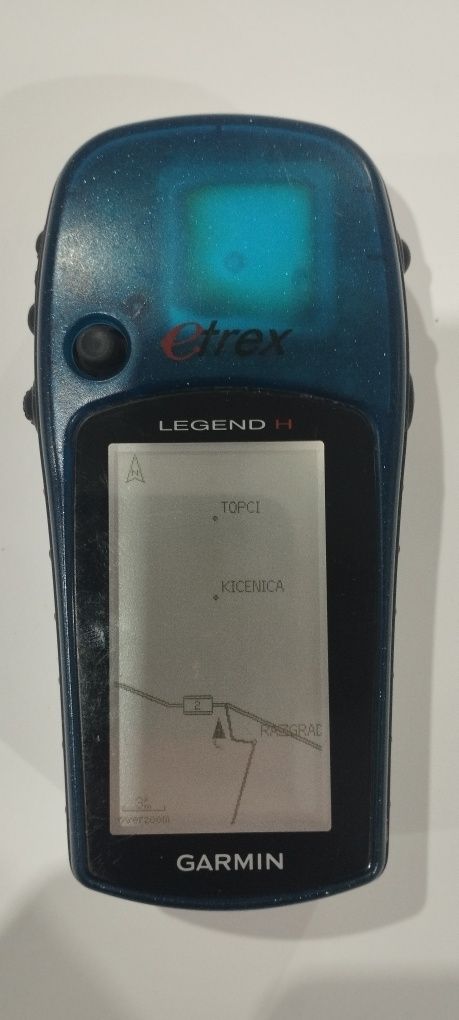 etrex
LEGEND H
N
TOPCI
KICENICA
2
RAZGRAD
overzoom
GARMIN